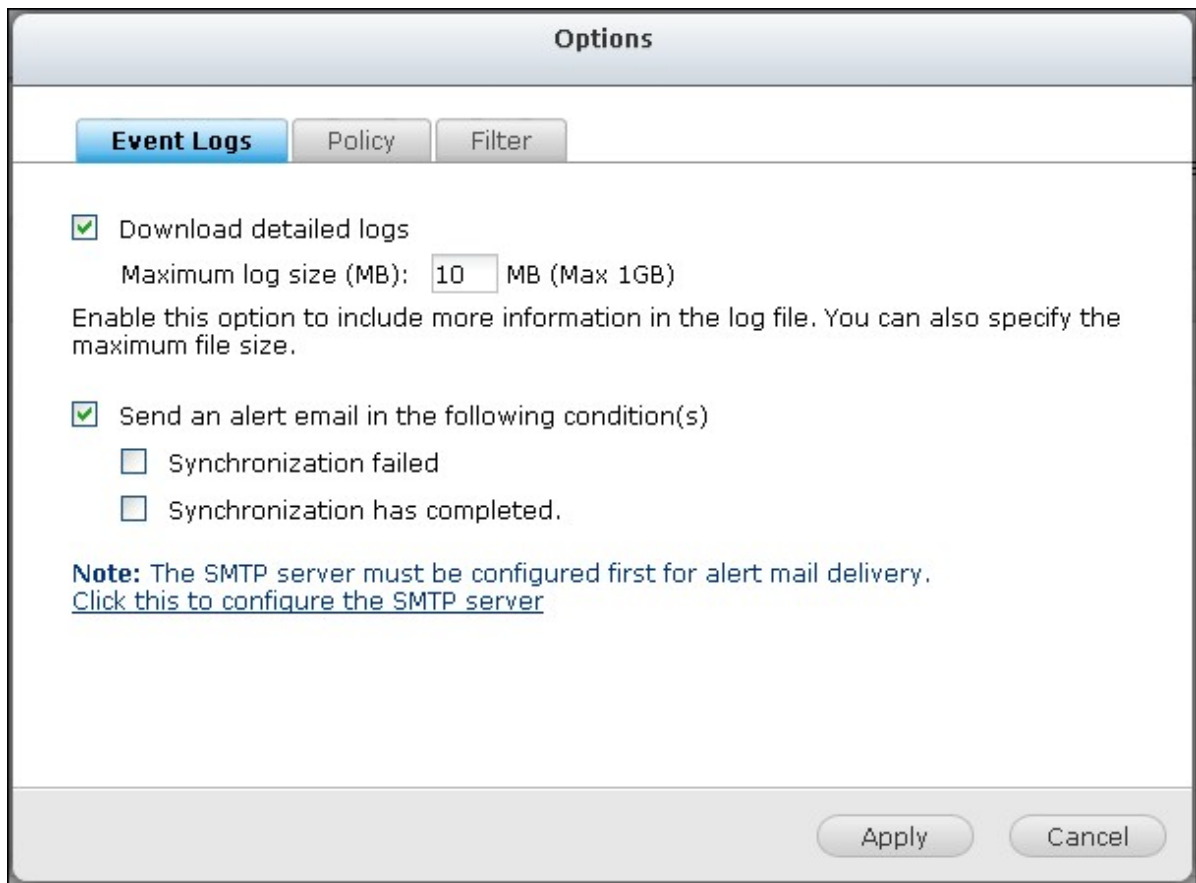 Options
Event Logs
Policy
Filter
Download detailed logs
Maximum log size (MB): 10 MB (Max 1GB)
Enable this option to include more information in the log file. You can also specify the
maximum file size.
Send an alert email in the following condition(s)
Synchronization failed
Synchronization has completed.
Note: The SMTP server must be configured first for alert mail delivery.
Click this to configure the SMTP server
Apply
Cancel